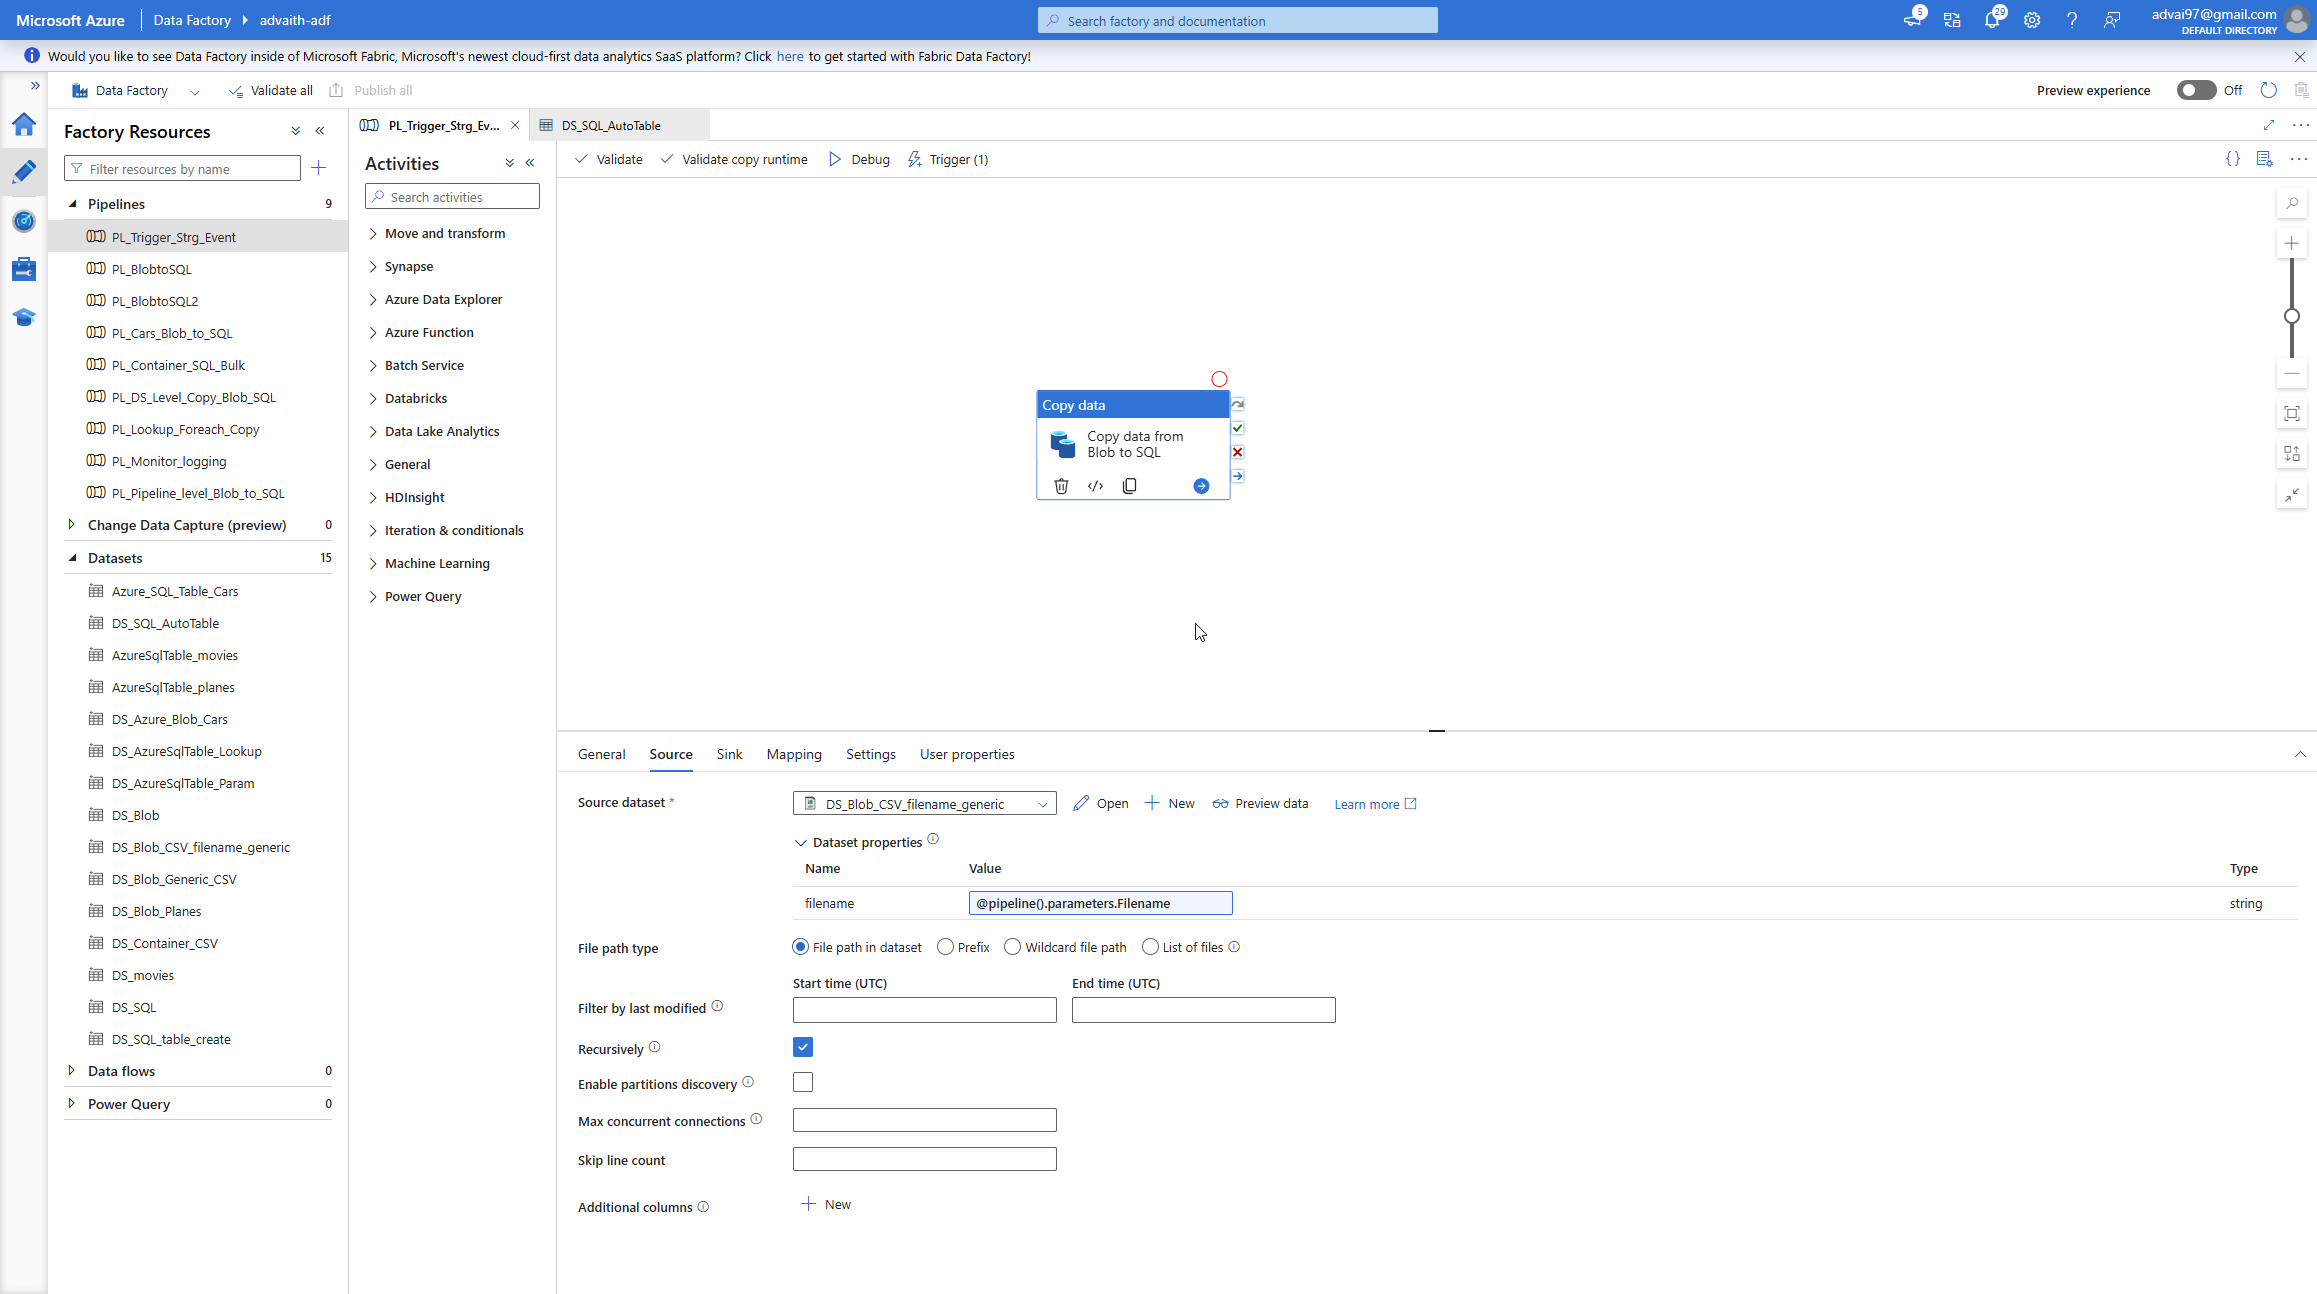 Microsoft Azure Data Factory advaith-adf
Search factory and documentation
5
29
advai97@gmail.com
DEFAULT DIRECTORY
Would you like to see Data Factory inside of Microsoft Fabric, Microsoft's newest cloud-first data analytics SaaS platform? Click here to get started with Fabric Data Factory!
Data Factory
Validate all
Publish all
Preview experience
Off
Factory Resources
Filter resources by name
Pipelines 9
PL_Trigger_Strg_Event
PL_BlobtoSQL
PL_BlobtoSQL2
PL_Cars_Blob_to_SQL
PL_Container_SQL_Bulk
PL_DS_Level_Copy_Blob_SQL
PL_Lookup_Foreach_Copy
PL_Monitor_logging
PL_Pipeline_level_Blob_to_SQL
Change Data Capture (preview) 0
Datasets 15
Azure_SQL_Table_Cars
DS_SQL_AutoTable
AzureSqlTable_movies
AzureSqlTable_planes
DS_Azure_Blob_Cars
DS_AzureSqlTable_Lookup
DS_AzureSqlTable_Param
DS_Blob
DS_Blob_CSV_filename_generic
DS_Blob_Generic_CSV
DS_Blob_Planes
DS_Container_CSV
DS_movies
DS_SQL
DS_SQL_table_create
Data flows 0
Power Query 0
PL_Trigger_Strg_Ev...
DS_SQL_AutoTable
Activities
Search activities
Move and transform
Synapse
Azure Data Explorer
Azure Function
Batch Service
Databricks
Data Lake Analytics
General
HDInsight
Iteration & conditionals
Machine Learning
Power Query
Validate
Validate copy runtime
Debug
Trigger (1)
Copy data
Copy data from
Blob to SQL
General Source Sink Mapping Settings User properties
Source dataset *
DS_Blob_CSV_filename_generic
Open
New
Preview data
Learn more
Dataset properties
Name Value Type
filename @pipeline().parameters.Filename string
File path type
File path in dataset Prefix Wildcard file path List of files
Start time (UTC) End time (UTC)
Filter by last modified
Recursively
Enable partitions discovery
Max concurrent connections
Skip line count
Additional columns
New